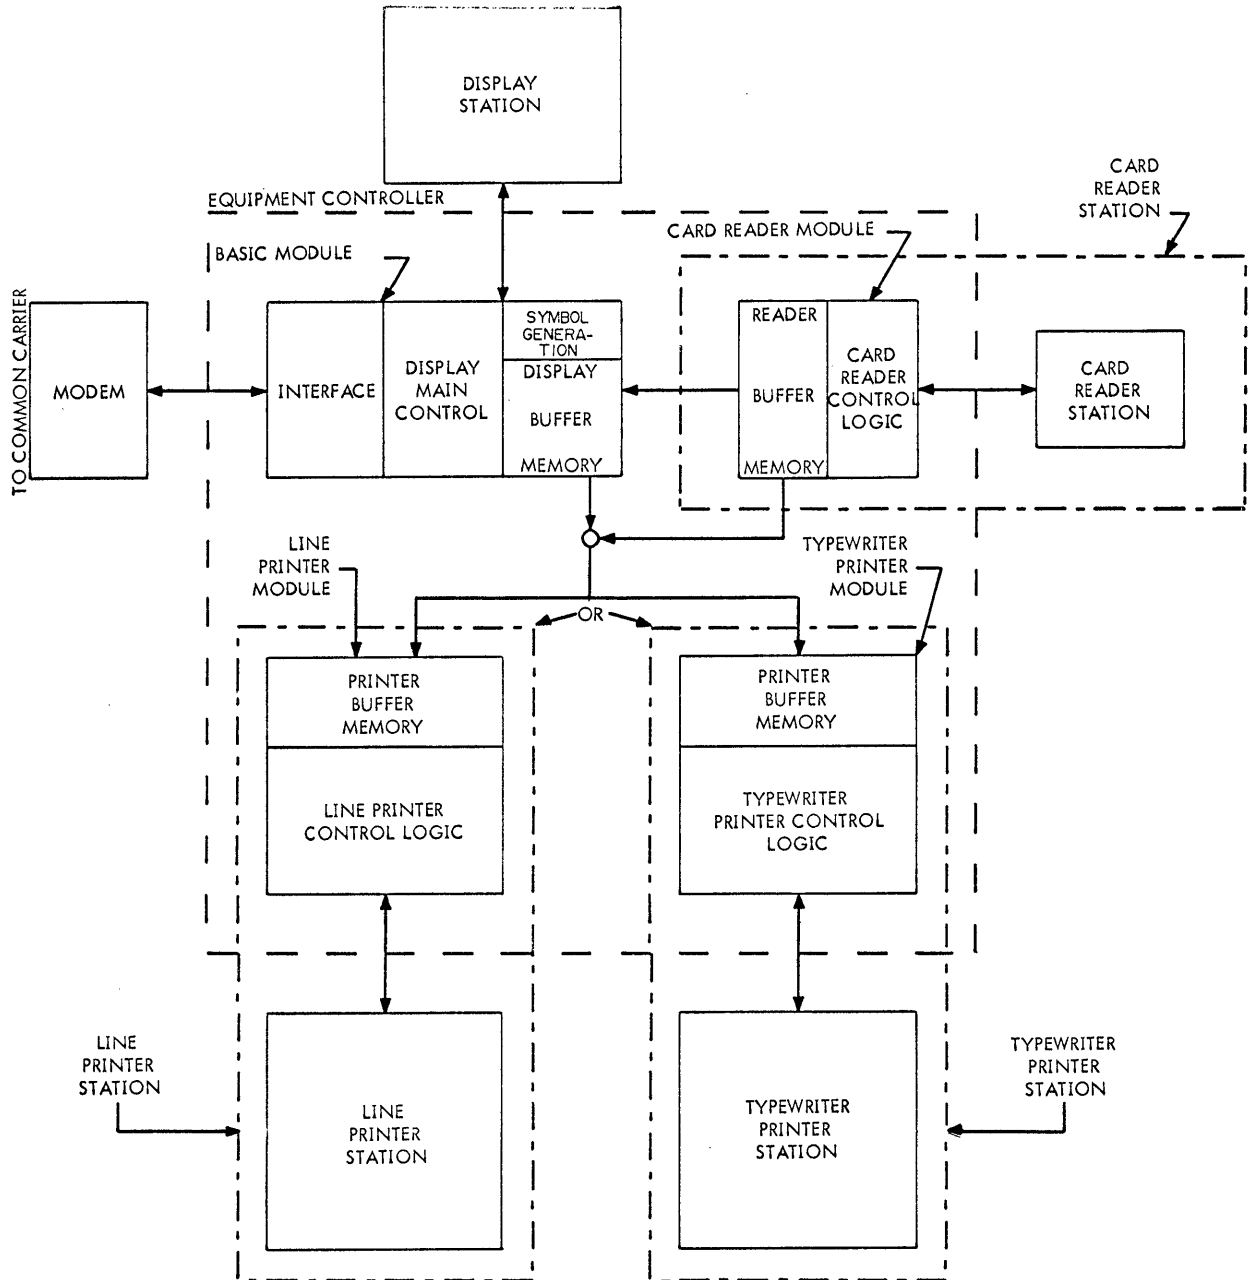 DISPLAY
STATION
EQUIPMENT CONTROLLER
CARD
READER
STATION
BASIC MODULE
CARD READER MODULE
TO COMMON CARRIER
MODEM
INTERFACE
DISPLAY
MAIN
CONTROL
SYMBOL
GENERA-
TION
DISPLAY
BUFFER
MEMORY
READER
BUFFER
MEMORY
CARD
READER
CONTROL
LOGIC
CARD
READER
STATION
LINE
PRINTER
MODULE
TYPEWRITER
PRINTER
MODULE
OR
PRINTER
BUFFER
MEMORY
LINE PRINTER
CONTROL LOGIC
PRINTER
BUFFER
MEMORY
TYPEWRITER
PRINTER CONTROL
LOGIC
LINE
PRINTER
STATION
LINE
PRINTER
STATION
TYPEWRITER
PRINTER
STATION
TYPEWRITER
PRINTER
STATION